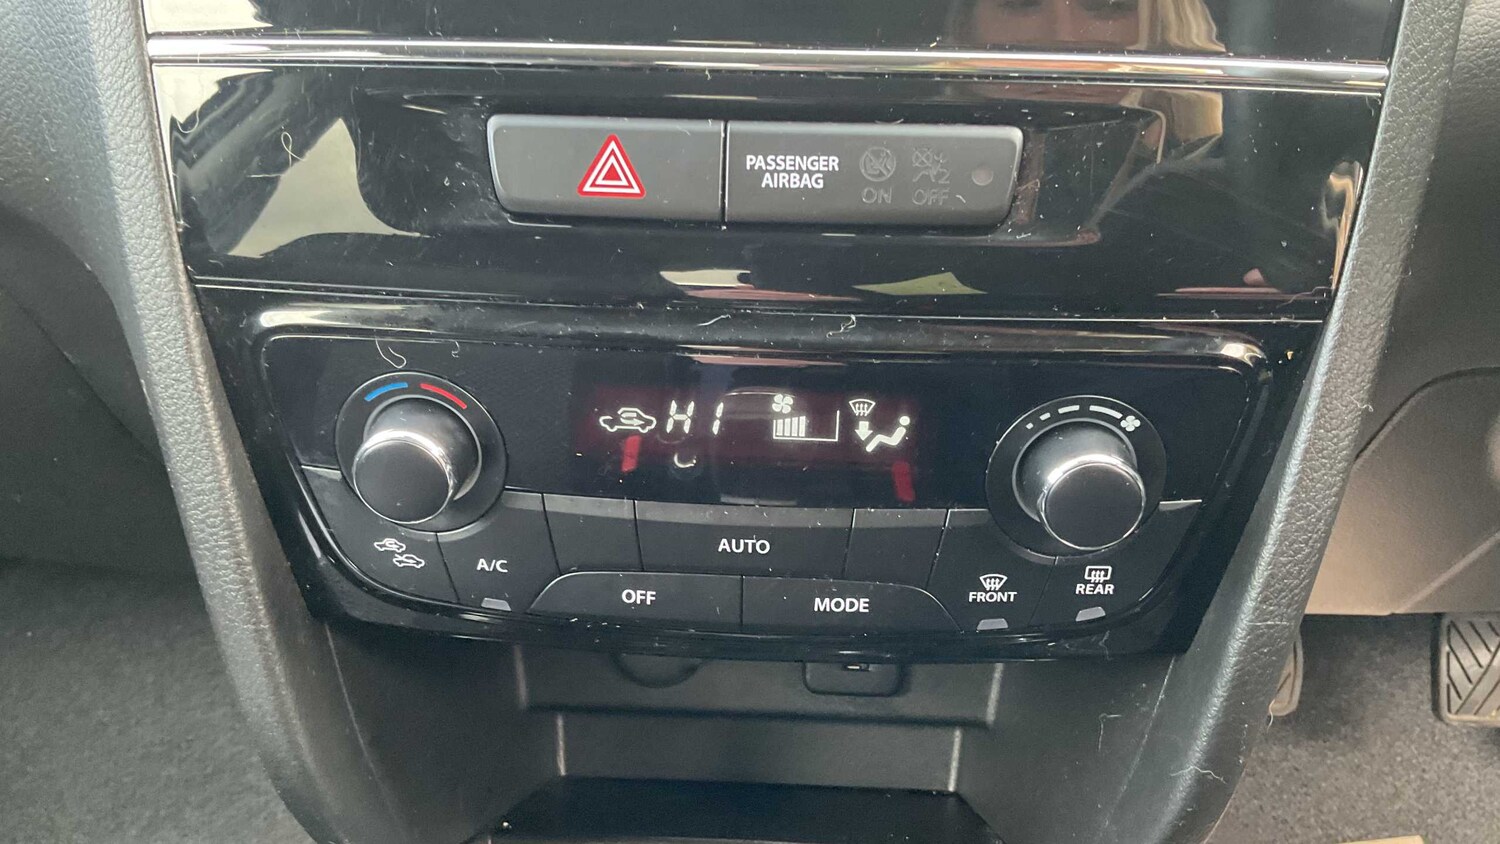 PASSENGER
AIRBAG
ON OFF
HI
AUTO
A/C
OFF
MODE
FRONT
REAR